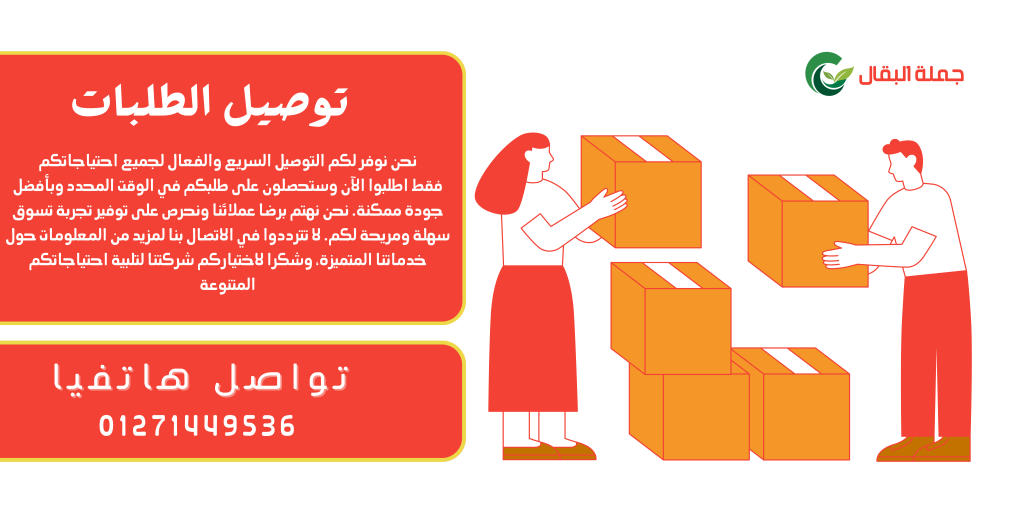 جملة البقال
توصيل الطلبات
نحن نوفر لكم التوصيل السريع والفعال لجميع احتياجاتكم
فقط اطلبوا الآن وستحصلون على طلبكم في الوقت المحدد وبأفضل
جودة ممكنة. نحن نهتم برضا عملائنا ونحرص على توفير تجربة تسوق
سهلة ومريحة لكم. لا تترددوا في الاتصال بنا لمزيد من المعلومات حول
خدماتنا المتميزة، وشكرا لاختياركم شركتنا لتلبية احتياجاتكم
المتنوعة
تواصل هاتفيا
01271449536